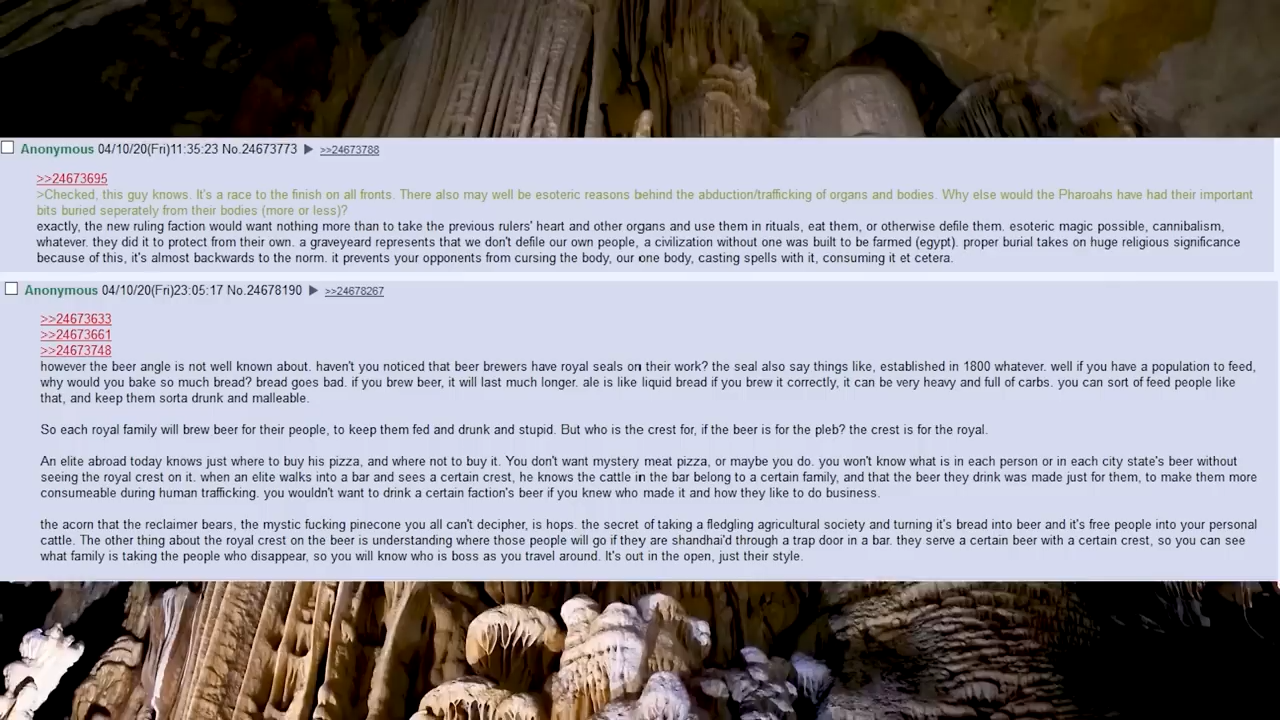 Anonymous 04/10/20(Fri)11:35:23 No.24673773 ▶ >>24673788
>>24673695
>Checked, this guy knows. It's a race to the finish on all fronts. There also may well be esoteric reasons behind the abduction/trafficking of organs and bodies. Why else would the Pharoahs have had their important
bits buried seperately from their bodies (more or less)?
exactly, the new ruling faction would want nothing more than to take the previous rulers' heart and other organs and use them in rituals, eat them, or otherwise defile them. esoteric magic possible, cannibalism,
whatever. they did it to protect from their own. a graveyard represents that we don't defile our own people, a civilization without one was built to be farmed (egypt). proper burial takes on huge religious significance
because of this, it's almost backwards to the norm. it prevents your opponents from cursing the body, our one body, casting spells with it, consuming it et cetera.
Anonymous 04/10/20(Fri)23:05:17 No.24678190 ▶ >>24678267
>>24673633
>>24673661
>>24673748
however the beer angle is not well known about. haven't you noticed that beer brewers have royal seals on their work? the seal also say things like, established in 1800 whatever. well if you have a population to feed,
why would you bake so much bread? bread goes bad. if you brew beer, it will last much longer. ale is like liquid bread if you brew it correctly, it can be very heavy and full of carbs. you can sort of feed people like
that, and keep them sorta drunk and malleable.
So each royal family will brew beer for their people, to keep them fed and drunk and stupid. But who is the crest for, if the beer is for the pleb? the crest is for the royal.
An elite abroad today knows just where to buy his pizza, and where not to buy it. You don't want mystery meat pizza, or maybe you do. you won't know what is in each person or in each city state's beer without
seeing the royal crest on it. when an elite walks into a bar and sees a certain crest, he knows the cattle in the bar belong to a certain family, and that the beer they drink was made just for them, to make them more
consumeable during human trafficking. you wouldn't want to drink a certain faction's beer if you knew who made it and how they like to do business.
the acorn that the reclaimer bears, the mystic fucking pinecone you all can't decipher, is hops. the secret of taking a fledgling agricultural society and turning it's bread into beer and it's free people into your personal
cattle. The other thing about the royal crest on the beer is understanding where those people will go if they are shandhai'd through a trap door in a bar. they serve a certain beer with a certain crest, so you can see
what family is taking the people who disappear, so you will know who is boss as you travel around. It's out in the open, just their style.